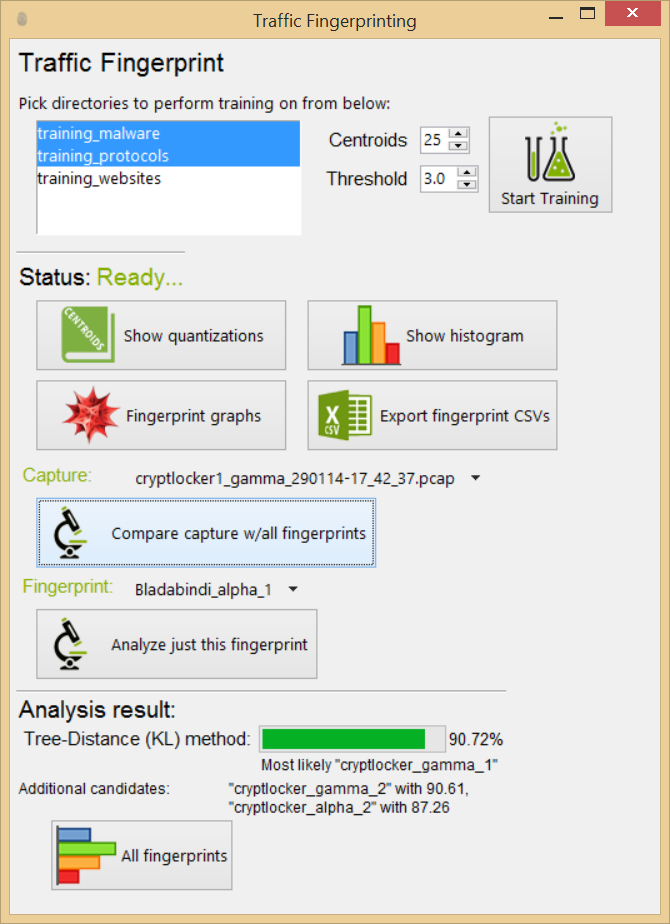 Traffic Fingerprinting
Traffic Fingerprint
Pick directories to perform training on from below:
training_malware
training_protocols
training_websites
Centroids 25
Threshold 3.0
Start Training
Status: Ready...
CENTROIDS
Show quantizations
Show histogram
Fingerprint graphs
X
CSV
Export fingerprint CSVs
Capture: cryptlocker1_gamma_290114-17_42_37.pcap
Compare capture w/all fingerprints
Fingerprint: Bladabindi_alpha_1
Analyze just this fingerprint
Analysis result:
Tree-Distance (KL) method: 90.72%
Most likely "cryptlocker_gamma_1"
Additional candidates: "cryptlocker_gamma_2" with 90.61,
"cryptlocker_alpha_2" with 87.26
All fingerprints